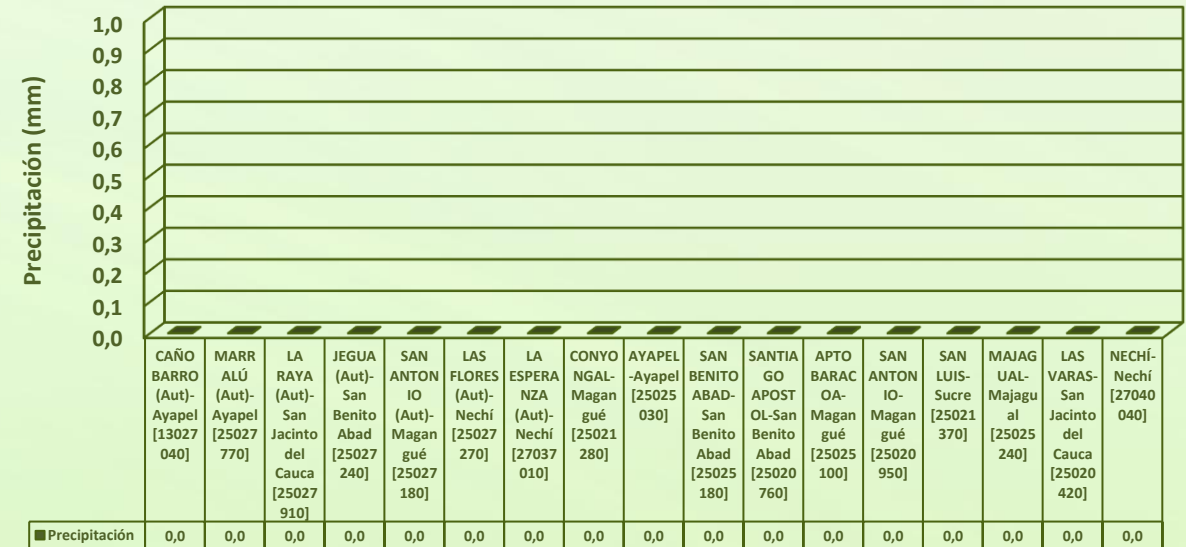 Precipitación (mm)
1,0
0,9
0,8
0,7
0,6
0,5
0,4
0,3
0,2
0,1
0,0
CAÑO
BARRO
(Aut)-
Ayapel
[13027
040]
MARR
ALÚ
(Aut)-
Ayapel
[25027
770]
LA
RAYA
(Aut)-
San
Jacinto
del
Cauca
[25027
910]
JEGUA
(Aut)-
San
Benito
Abad
[25027
240]
SAN
ANTON
IO
(Aut)-
Magan
gué
[25027
180]
LAS
FLORES
(Aut)-
Nechí
[25027
270]
LA
ESPERA
NZA
(Aut)-
Nechí
[27037
010]
CONYO
NGAL-
Magan
gué
[25021
280]
AYAPEL
-Ayapel
[25025
030]
SAN
BENITO
ABAD-
San
Benito
Abad
[25025
180]
SANTIA
GO
APOST
OL-San
Benito
Abad
[25020
760]
APTO
BARAC
OA-
Magan
gué
[25025
100]
SAN
ANTON
IO-
Magan
gué
[25020
950]
SAN
LUIS-
Sucre
[25021
370]
MAJAG
UAL-
Majagu
al
[25025
240]
LAS
VARAS-
San
Jacinto
del
Cauca
[25020
420]
NECHÍ-
Nechí
[27040
040]
Precipitación 0,0 0,0 0,0 0,0 0,0 0,0 0,0 0,0 0,0 0,0 0,0 0,0 0,0 0,0 0,0 0,0 0,0